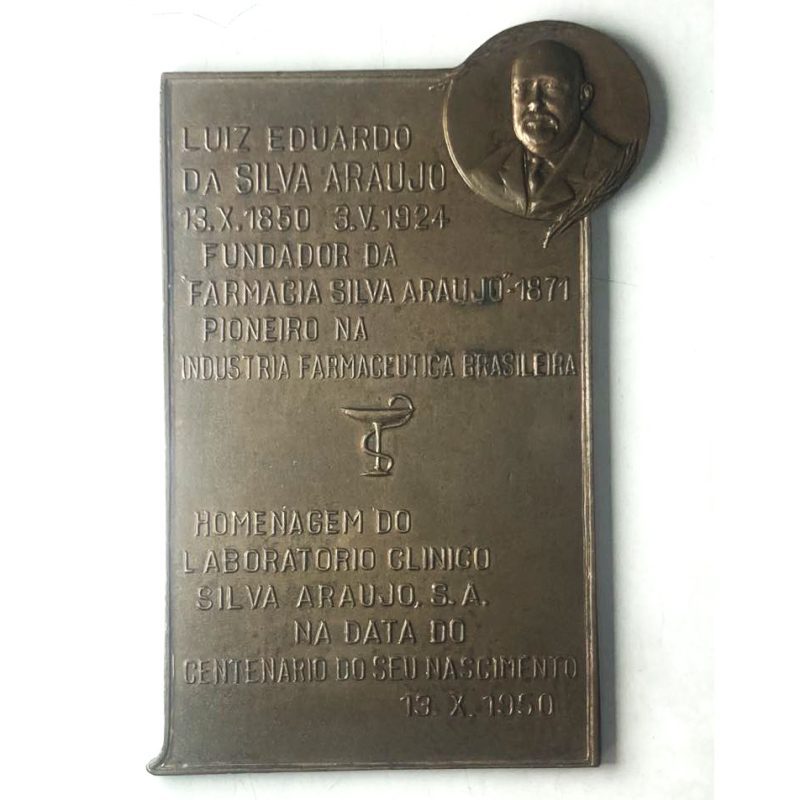 LUIZ EDUARDO
DA SILVA ARAUJO
13.X.1850 3.V.1924
FUNDADOR DA
"FARMACIA SILVA ARAUJO"-1871
PIONEIRO NA
INDUSTRIA FARMACEUTICA BRASILEIRA
HOMENAGEM DO
LABORATORIO CLINICO
SILVA ARAUJO, S.A.
NA DATA DO
CENTENARIO DO SEU NASCIMENTO
13.X.1950